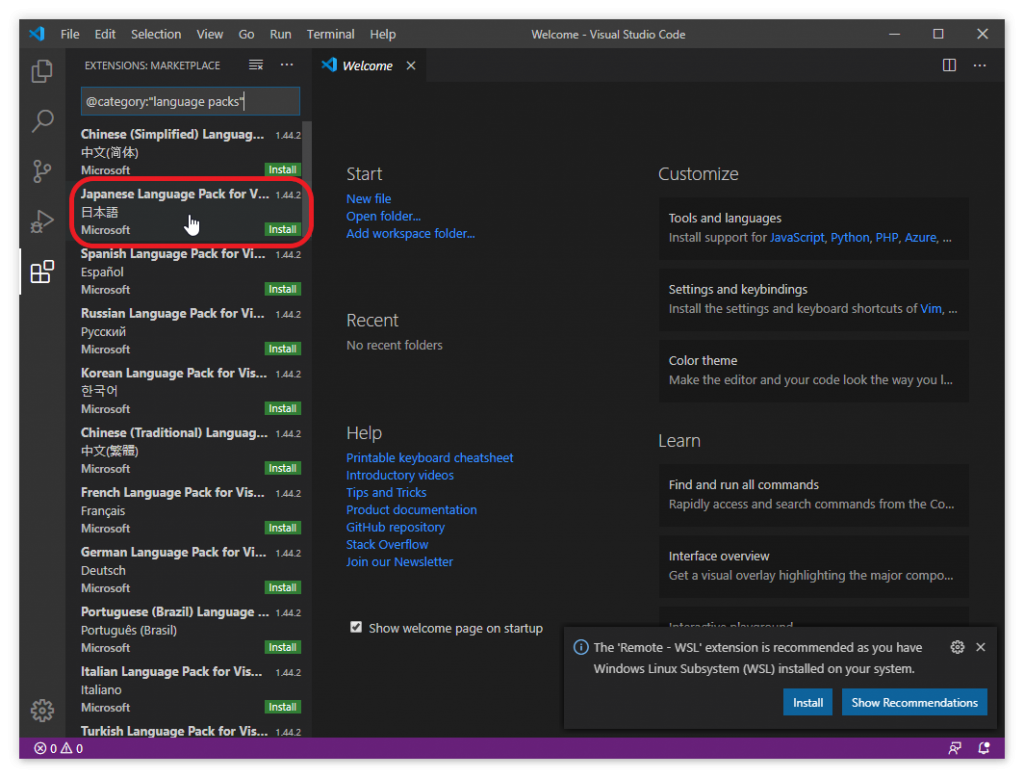 File Edit Selection View Go Run Terminal Help
Welcome - Visual Studio Code
EXTENSIONS: MARKETPLACE
@category:"language packs"
Chinese (Simplified) Languag... 1.44.2
中文(简体)
Microsoft Install
Japanese Language Pack for V... 1.44.2
日本語
Microsoft Install
Spanish Language Pack for Vi... 1.44.2
Español
Microsoft Install
Russian Language Pack for Vi... 1.44.2
Русский
Microsoft Install
Korean Language Pack for Vis... 1.44.2
한국어
Microsoft Install
Chinese (Traditional) Languag... 1.44.2
中文(繁體)
Microsoft Install
French Language Pack for Vis... 1.44.2
Français
Microsoft Install
German Language Pack for Vi... 1.44.2
Deutsch
Microsoft Install
Portuguese (Brazil) Language ... 1.44.2
Português (Brasil)
Microsoft Install
Italian Language Pack for Vis... 1.44.2
Italiano
Microsoft Install
Turkish Language Pack for Vis... 1.44.2
Welcome
Start
New file
Open folder...
Add workspace folder...
Recent
No recent folders
Help
Printable keyboard cheatsheet
Introductory videos
Tips and Tricks
Product documentation
GitHub repository
Stack Overflow
Join our Newsletter
Show welcome page on startup
Customize
Tools and languages
Install support for JavaScript, Python, PHP, Azure, ...
Settings and keybindings
Install the settings and keyboard shortcuts of Vim, ...
Color theme
Make the editor and your code look the way you l...
Learn
Find and run all commands
Rapidly access and search commands from the Co...
Interface overview
Get a visual overlay highlighting the major compo...
Interactive playground
The 'Remote - WSL' extension is recommended as you have
Windows Linux Subsystem (WSL) installed on your system.
Install Show Recommendations
0 0